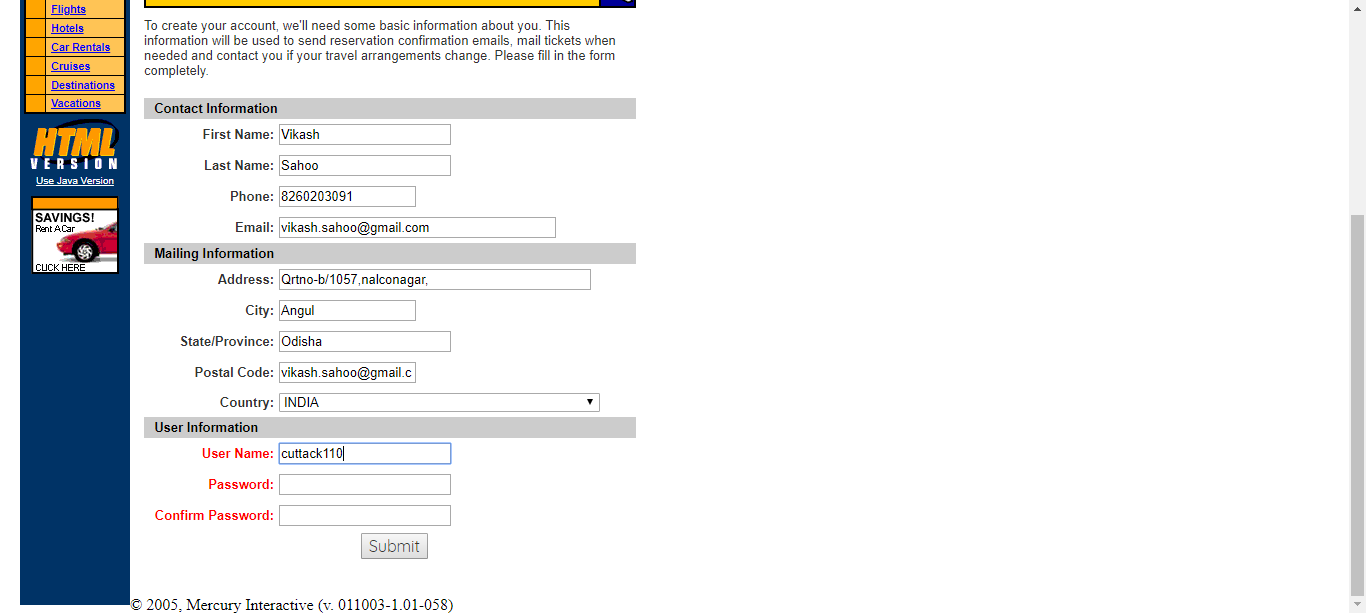 Flights
Hotels
Car Rentals
Cruises
Destinations
Vacations
HTML
VERSION
Use Java Version
SAVINGS!
Rent A Car
CLICK HERE
To create your account, we'll need some basic information about you. This
information will be used to send reservation confirmation emails, mail tickets when
needed and contact you if your travel arrangements change. Please fill in the form
completely.
Contact Information
First Name: Vikash
Last Name: Sahoo
Phone: 8260203091
Email: vikash.sahoo@gmail.com
Mailing Information
Address: Qrtno-b/1057,nalconagar,
City: Angul
State/Province: Odisha
Postal Code: vikash.sahoo@gmail.c
Country: INDIA
User Information
User Name: cuttack110
Password:
Confirm Password:
Submit
© 2005, Mercury Interactive (v. 011003-1.01-058)